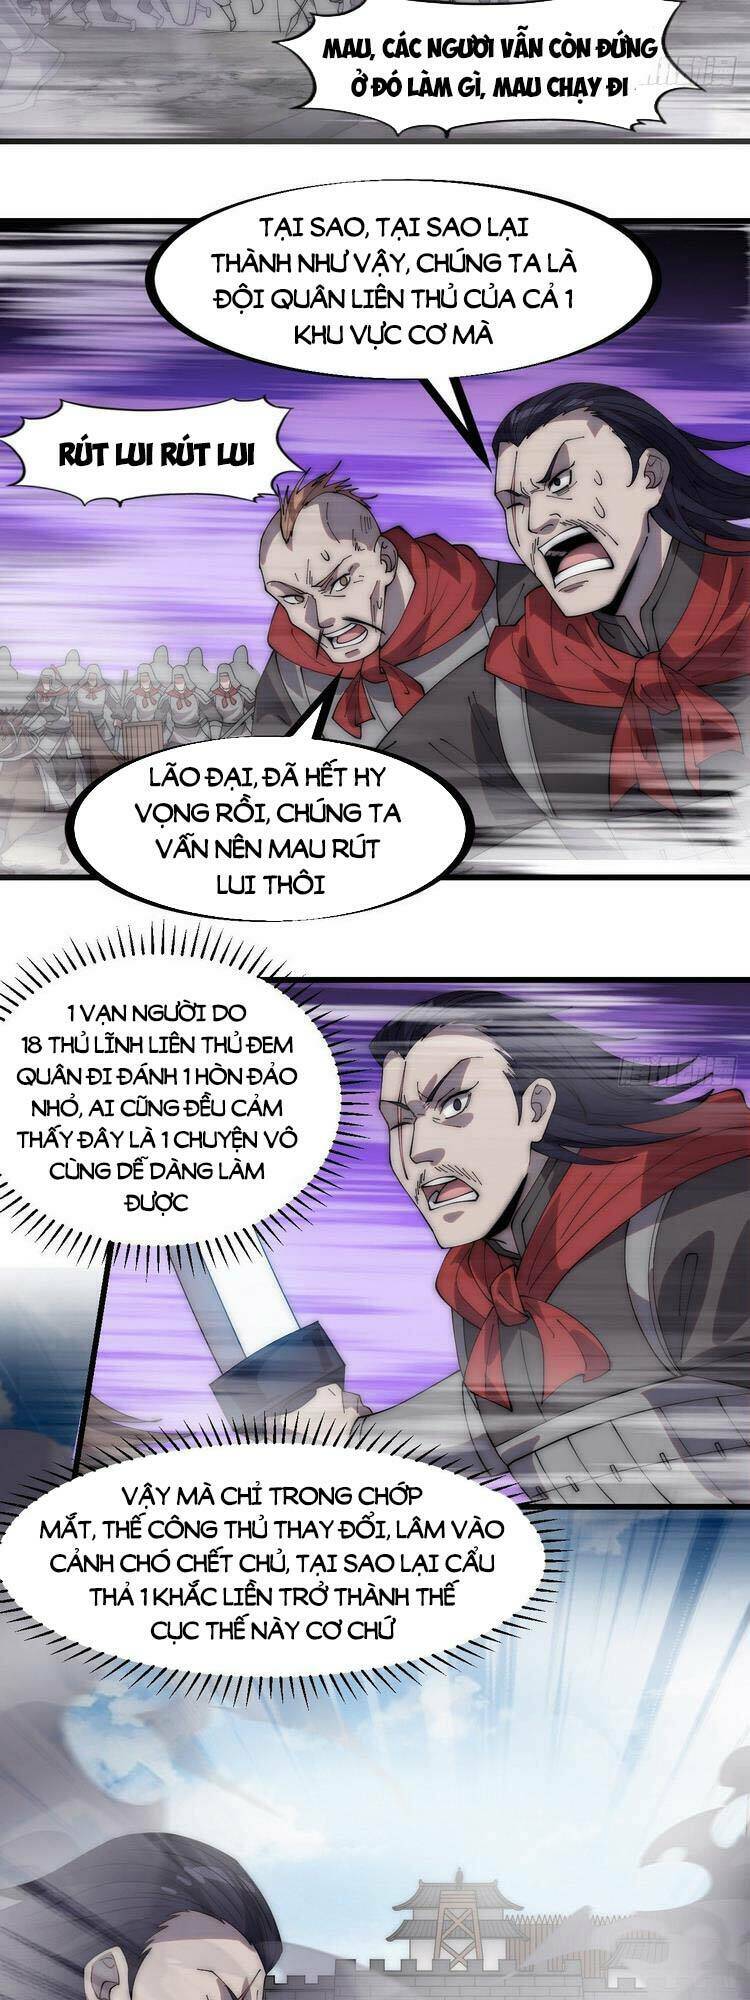 MAU, CÁC NGƯƠI VẪN CÒN ĐỨNG
Ở ĐÓ LÀM GÌ, MAU CHẠY ĐI
TẠI SAO, TẠI SAO LẠI
THÀNH NHƯ VẬY, CHÚNG TA LÀ
ĐỘI QUÂN LIÊN THỦ CỦA CẢ 1
KHU VỰC CƠ MÀ
RÚT LUI RÚT LUI
LÃO ĐẠI, ĐÃ HẾT HY
VỌNG RỒI, CHÚNG TA
VẪN NÊN MAU RÚT
LUI THÔI
1 VẠN NGƯỜI DO
18 THỦ LĨNH LIÊN THỦ ĐEM
QUÂN ĐI ĐÁNH 1 HÒN ĐẢO
NHỎ, AI CŨNG ĐỀU CẢM
THẤY ĐÂY LÀ 1 CHUYỆN VÔ
CÙNG DỄ DÀNG LÀM
ĐƯỢC
VẬY MÀ CHỈ TRONG CHỚP
MẮT, THẾ CÔNG THỦ THAY ĐỔI, LÂM VÀO
CẢNH CHÓ CHẾT CHỦ, TẠI SAO LẠI CẨU
THẢ 1 KHẮC LIỀN TRỞ THÀNH THẾ
CỤC THẾ NÀY CƠ CHỨ